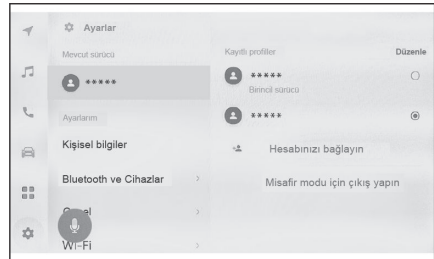 Ayarlar
Mevcut sürücü
*****
Ayarlarım
Kişisel bilgiler
Bluetooth ve Cihazlar
Wi-Fi
Kayıtlı profiller
Düzenle
*****
Birincil sürücü
*****
Hesabınızı bağlayın
Misafir modu için çıkış yapın